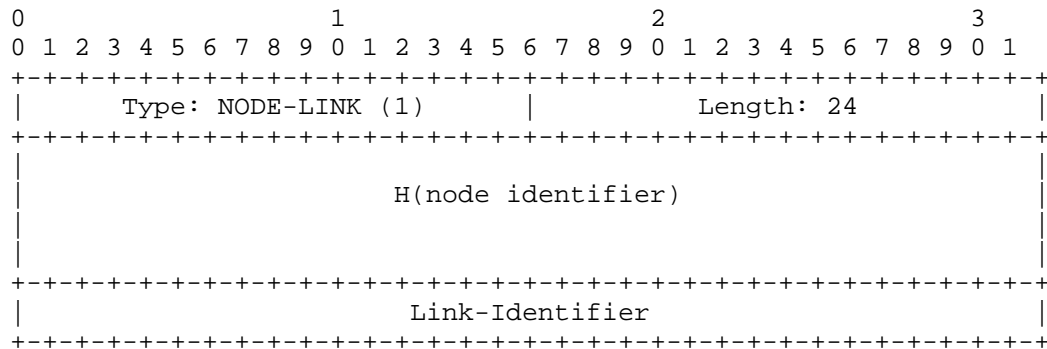 0                   1                   2                   3
0 1 2 3 4 5 6 7 8 9 0 1 2 3 4 5 6 7 8 9 0 1 2 3 4 5 6 7 8 9 0 1
+-+-+-+-+-+-+-+-+-+-+-+-+-+-+-+-+-+-+-+-+-+-+-+-+-+-+-+-+-+-+-+-+
|      Type: NODE-LINK (1)      |          Length: 24           |
+-+-+-+-+-+-+-+-+-+-+-+-+-+-+-+-+-+-+-+-+-+-+-+-+-+-+-+-+-+-+-+-+
|                                                               |
|                       H(node identifier)                      |
|                                                               |
|                                                               |
+-+-+-+-+-+-+-+-+-+-+-+-+-+-+-+-+-+-+-+-+-+-+-+-+-+-+-+-+-+-+-+-+
|                        Link-Identifier                        |
+-+-+-+-+-+-+-+-+-+-+-+-+-+-+-+-+-+-+-+-+-+-+-+-+-+-+-+-+-+-+-+-+